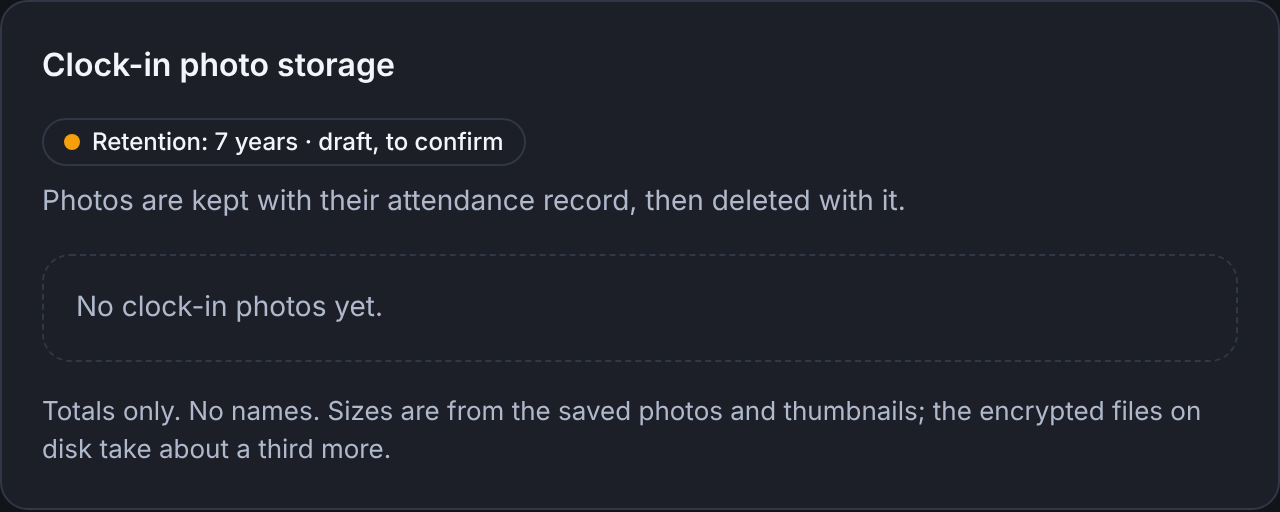 Clock-in photo storage
Retention: 7 years · draft, to confirm
Photos are kept with their attendance record, then deleted with it.
No clock-in photos yet.
Totals only. No names. Sizes are from the saved photos and thumbnails; the encrypted files on
disk take about a third more.